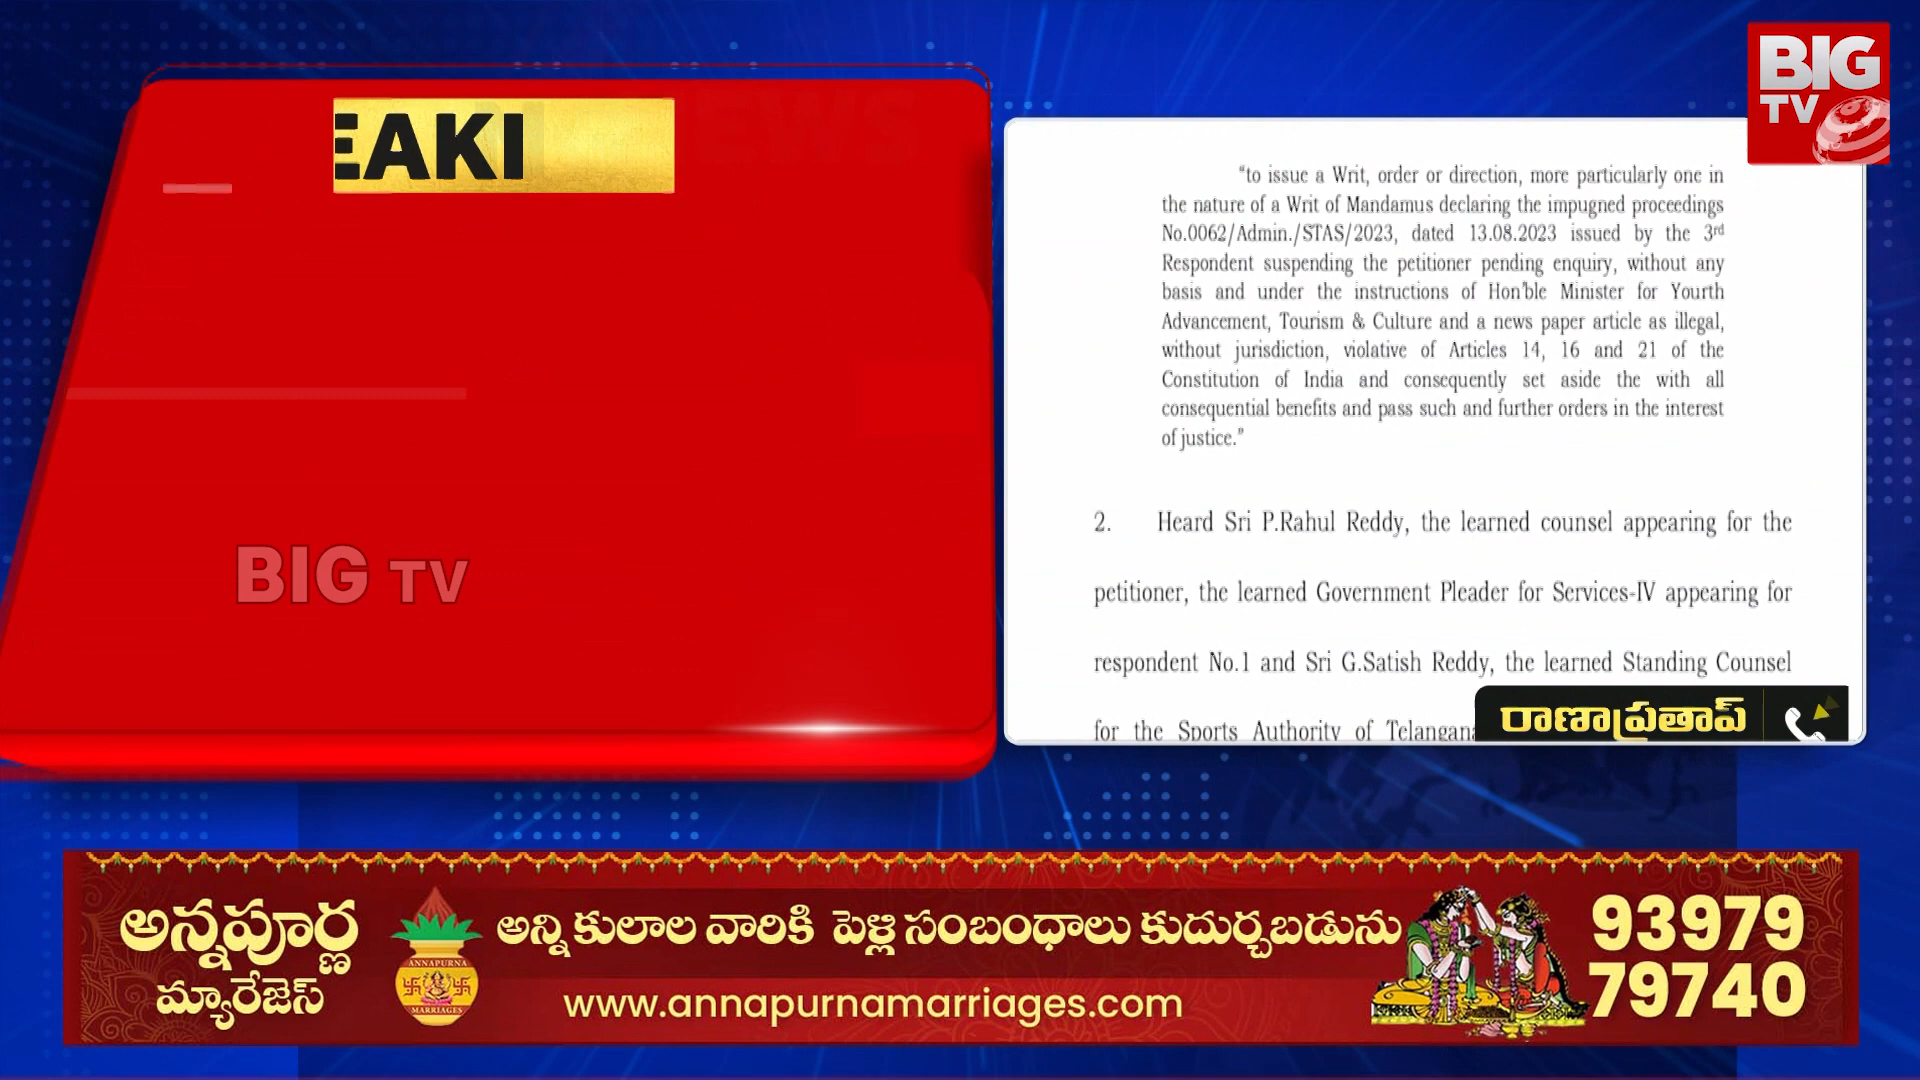 BIG
TV
EAKI
EWS
“to issue a Writ, order or direction, more particularly one in
the nature of a Writ of Mandamus declaring the impugned proceedings
No.0062/Admin./STAS/2023, dated 13.08.2023 issued by the 3rd
Respondent suspending the petitioner pending enquiry, without any
basis and under the instructions of Hon'ble Minister for Yourth
Advancement, Tourism & Culture and a news paper article as illegal,
without jurisdiction, violative of Articles 14, 16 and 21 of the
Constitution of India and consequently set aside the with all
consequential benefits and pass such and further orders in the interest
of justice.”
2. Heard Sri P.Rahul Reddy, the learned counsel appearing for the
petitioner, the learned Government Pleader for Services-IV appearing for
respondent No.1 and Sri G.Satish Reddy, the learned Standing Counsel
for the Sports Authority of Telangana
BIG TV
రాణాప్రతాప్
అన్నపూర్ణ
మ్యారేజెస్
ANNAPURNA
MARRIAGES
అన్ని కులాల వారికి పెళ్లి సంబంధాలు కుదుర్చబడును
www.annapurnamarriages.com
93979
79740